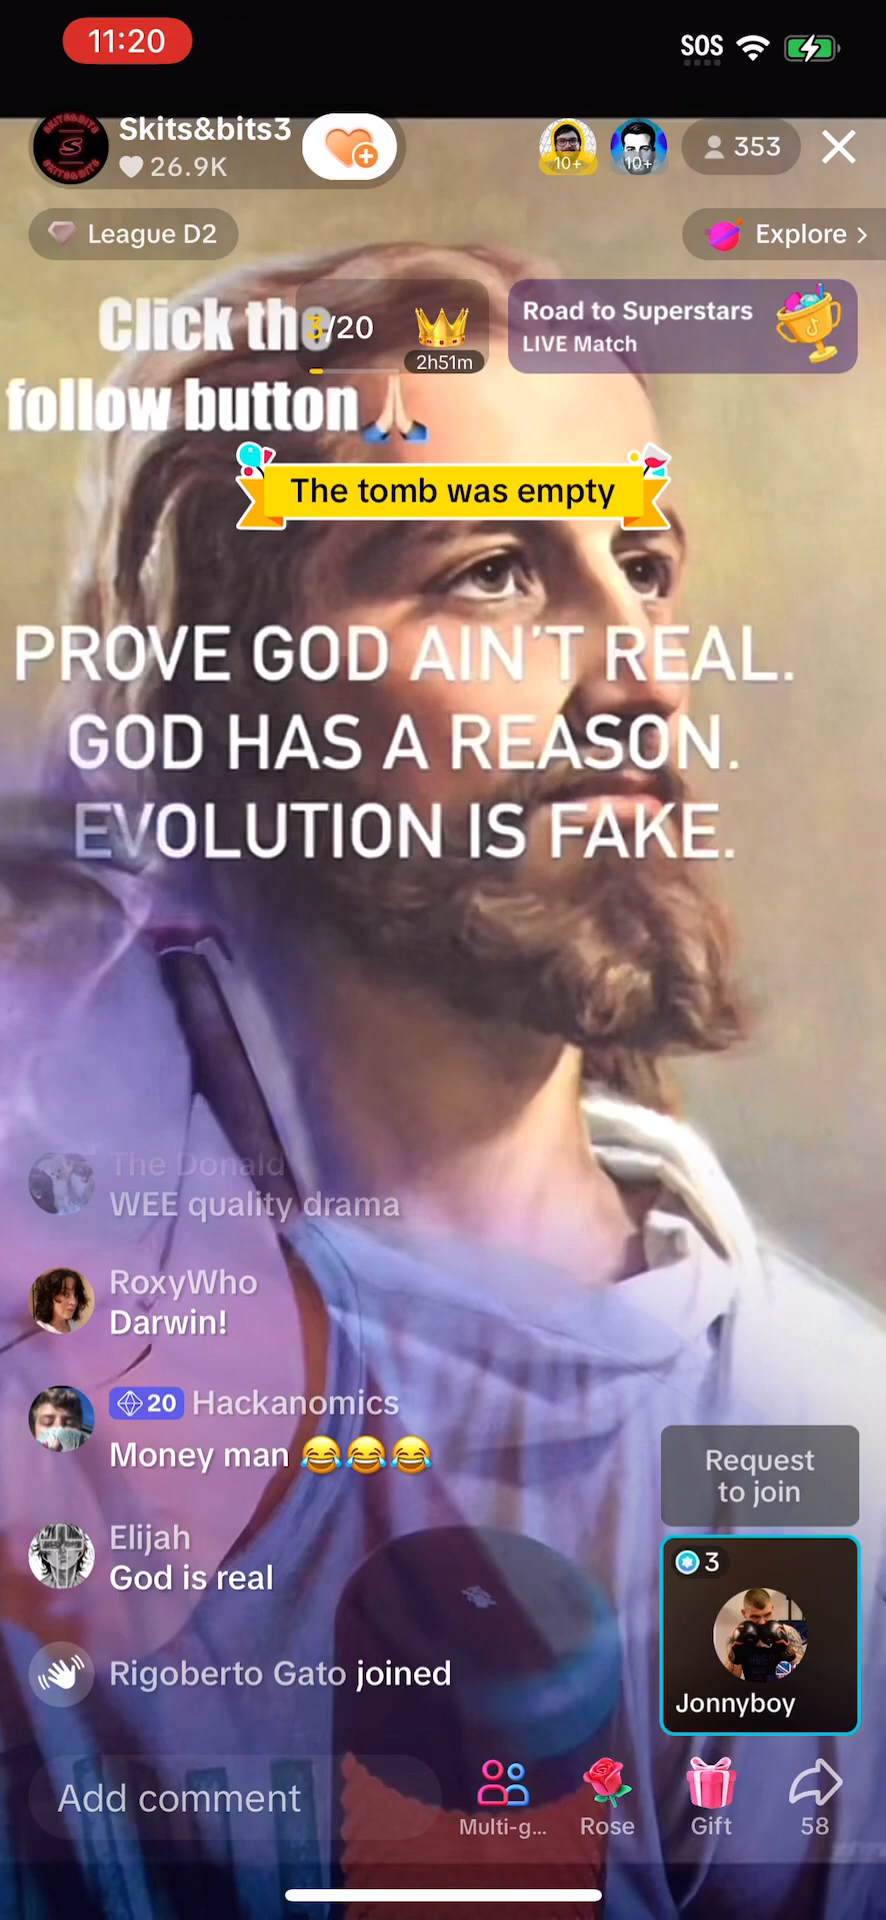 11:20
SOS
Skits&bits3
26.9K
10+
10+
353
League D2
Explore >
Click the
3/20
2h51m
Road to Superstars
LIVE Match
follow button🙏
The tomb was empty
PROVE GOD AIN'T REAL.
GOD HAS A REASON.
EVOLUTION IS FAKE.
The Donald
WEE quality drama
RoxyWho
Darwin!
20 Hackanomics
Money man 😂😂😂
Elijah
God is real
Rigoberto Gato joined
Request
to join
3
Jonnyboy
Add comment
Multi-g...
Rose
Gift
58